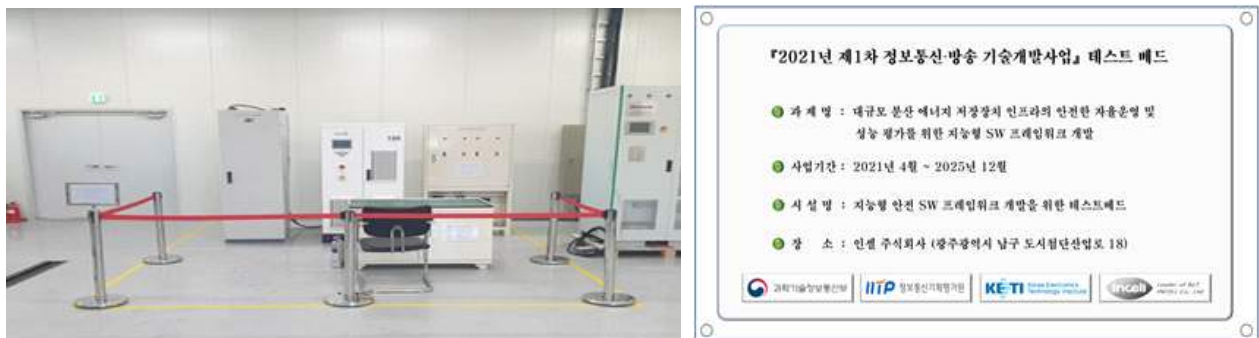 『2021년 제1차 정보통신·방송 기술개발사업』 테스트 베드
과 제 명 : 대규모 분산 에너지 저장장치 인프라의 안전한 자율운영 및
성능 평가를 위한 지능형 SW 프레임워크 개발
사업기간 : 2021년 4월 ~ 2025년 12월
시 설 명 : 지능형 안전 SW 프레임워크 개발을 위한 테스트베드
장 소 : 인셀 주식회사 (광주광역시 남구 도시첨단산업로 18)
과학기술정보통신부
IITP 정보통신기획평가원
KETI Korea Electronics Technology Institute
incell